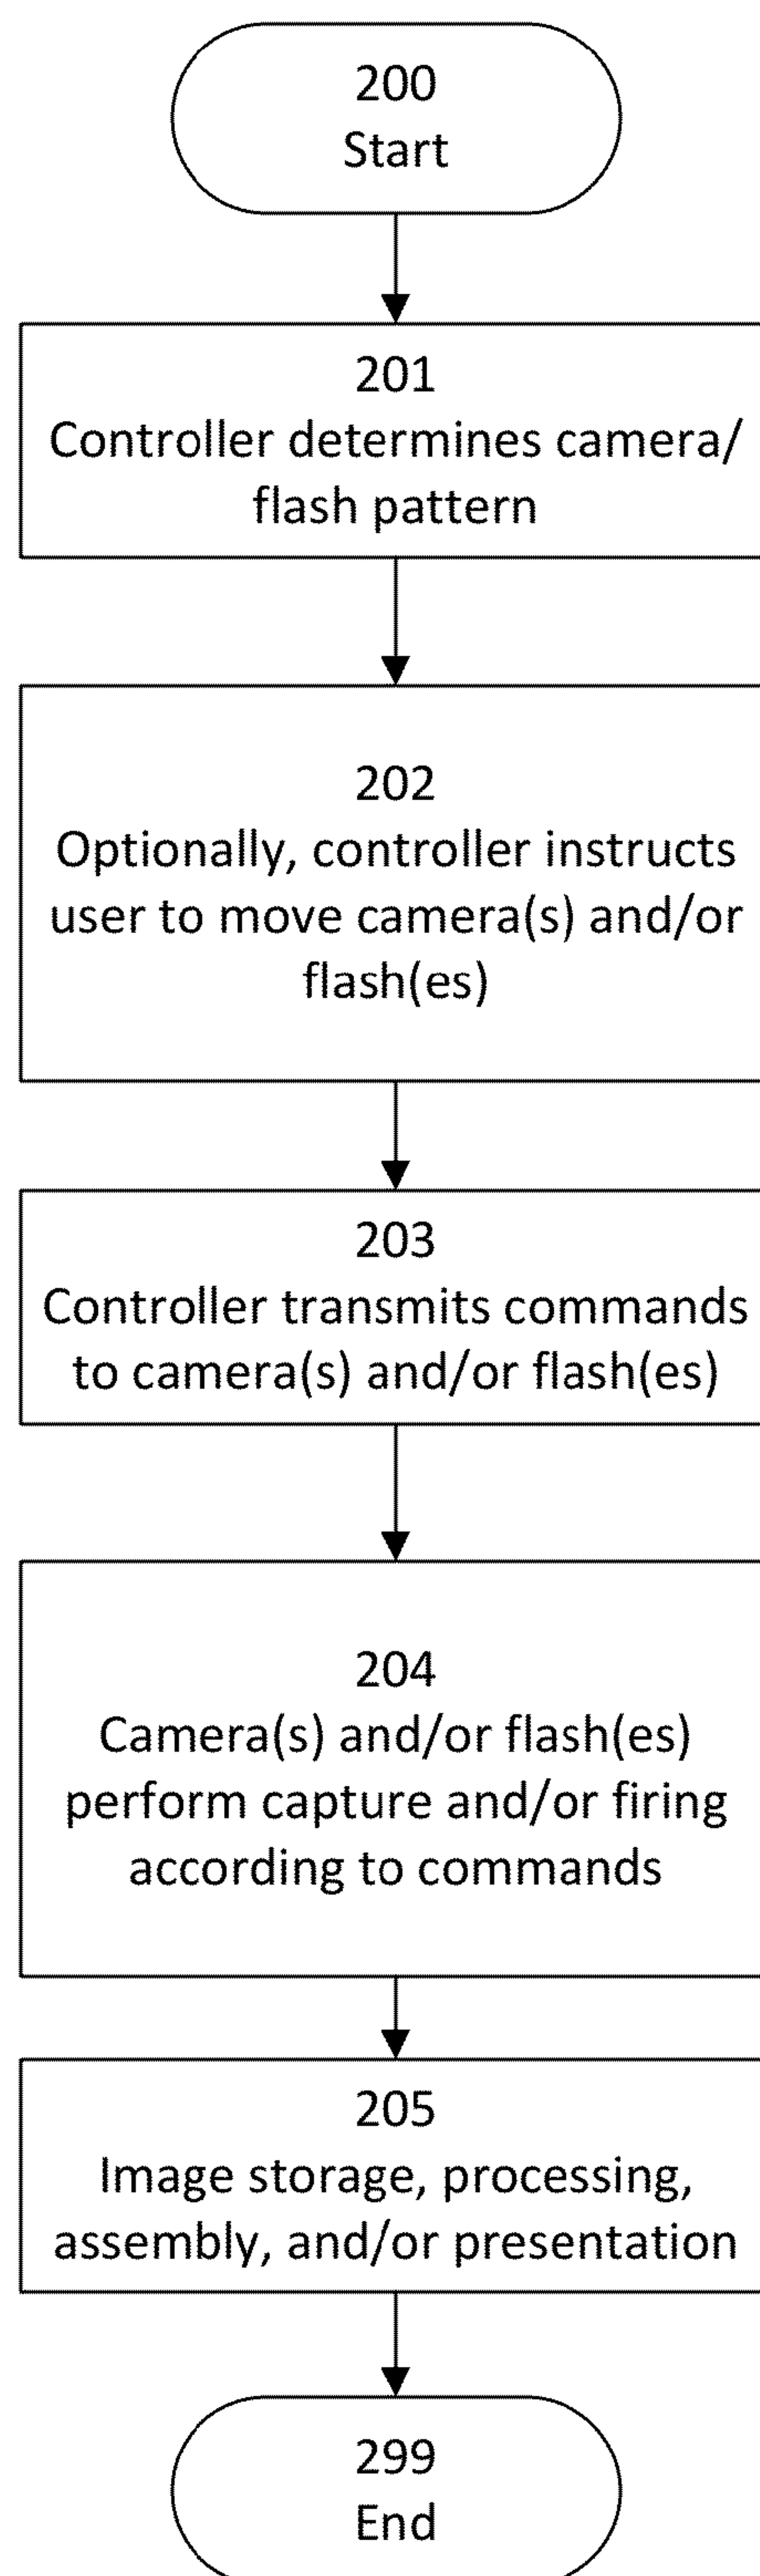 200
Start
201
Controller determines camera/
flash pattern
202
Optionally, controller instructs
user to move camera(s) and/or
flash(es)
203
Controller transmits commands
to camera(s) and/or flash(es)
204
Camera(s) and/or flash(es)
perform capture and/or firing
according to commands
205
Image storage, processing,
assembly, and/or presentation
299
End